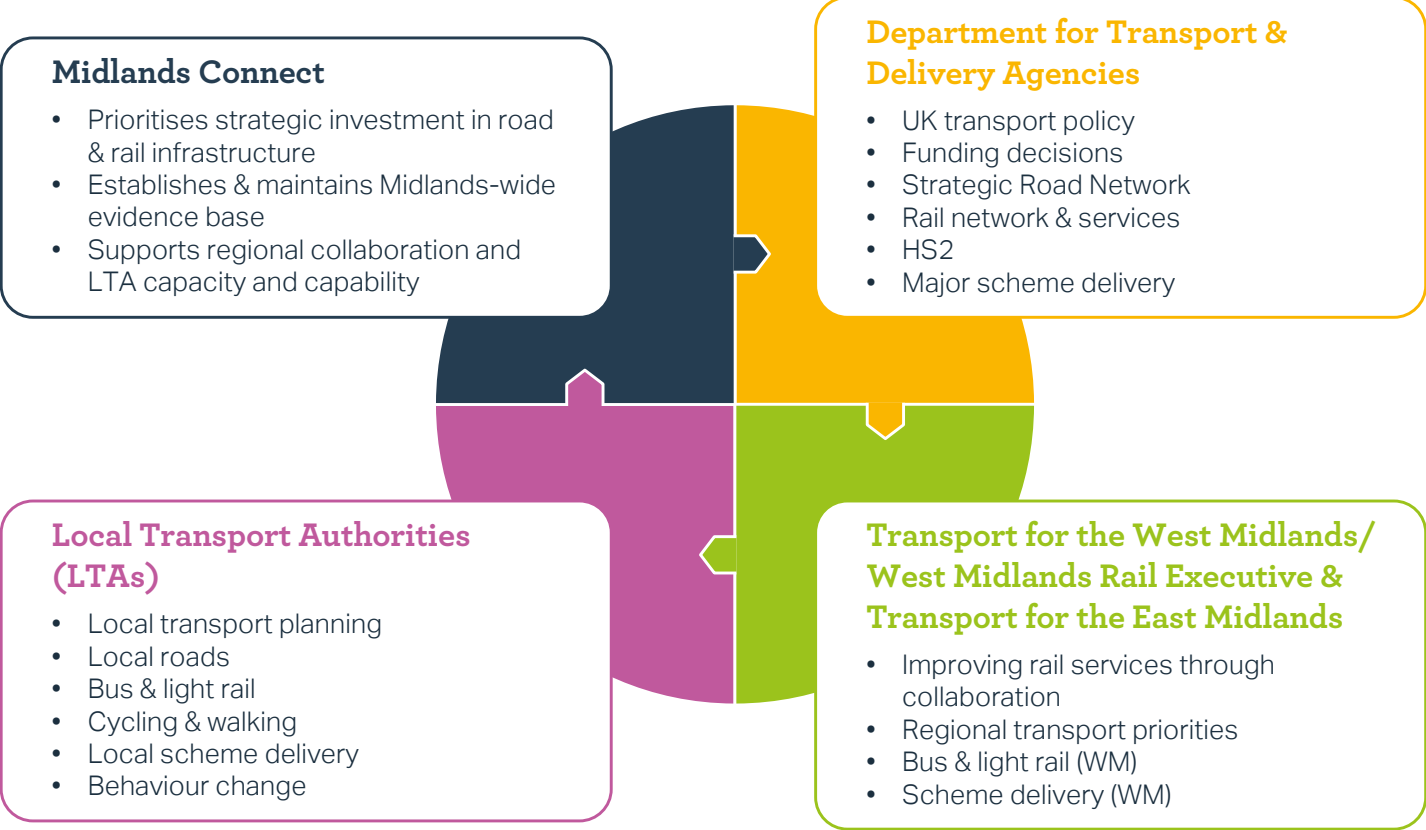 Midlands Connect
• Prioritises strategic investment in road
& rail infrastructure
• Establishes & maintains Midlands-wide
evidence base
• Supports regional collaboration and
LTA capacity and capability
Department for Transport &
Delivery Agencies
• UK transport policy
• Funding decisions
• Strategic Road Network
• Rail network & services
• HS2
• Major scheme delivery
Local Transport Authorities
(LTAs)
• Local transport planning
• Local roads
• Bus & light rail
• Cycling & walking
• Local scheme delivery
• Behaviour change
Transport for the West Midlands/
West Midlands Rail Executive &
Transport for the East Midlands
• Improving rail services through
collaboration
• Regional transport priorities
• Bus & light rail (WM)
• Scheme delivery (WM)